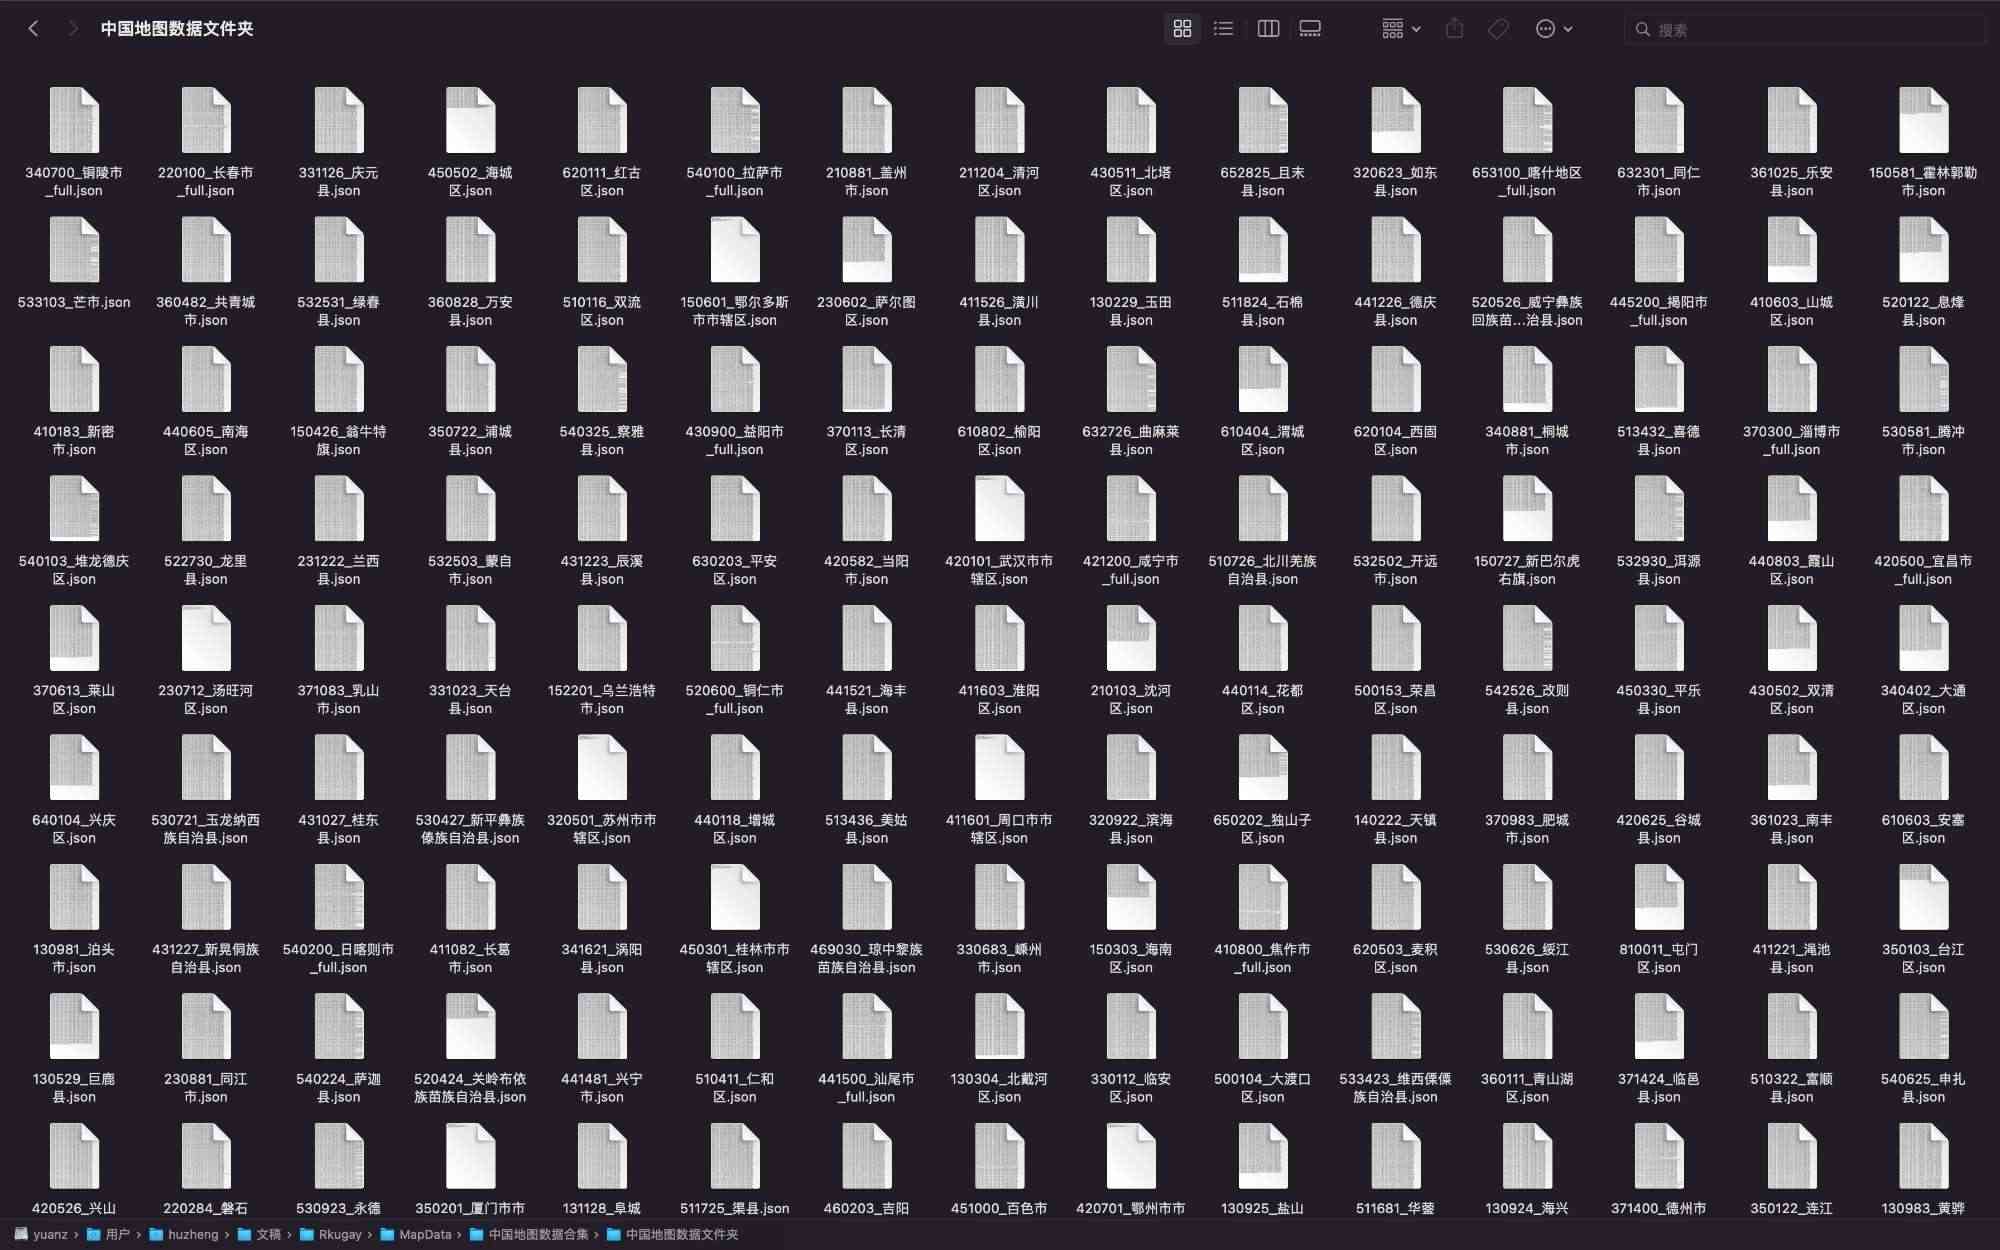 中国地图数据文件夹
搜索
340700_铜陵市
_full.json
220100_长春市
_full.json
331126_庆元
县.json
450502_海城
区.json
620111_红古
区.json
540100_拉萨市
_full.json
210881_盖州
市.json
211204_清河
区.json
430511_北塔
区.json
652825_且末
县.json
320623_如东
县.json
653100_喀什地区
_full.json
632301_同仁
市.json
361025_乐安
县.json
150581_霍林郭勒
市.json
533103_芒市.json
360482_共青城
市.json
532531_绿春
县.json
360828_万安
县.json
510116_双流
区.json
150601_鄂尔多斯
市市辖区.json
230602_萨尔图
区.json
411526_潢川
县.json
130229_玉田
县.json
511824_石棉
县.json
441226_德庆
县.json
520526_威宁彝族
回族苗...治县.json
445200_揭阳市
_full.json
410603_山城
区.json
520122_息烽
县.json
410183_新密
市.json
440605_南海
区.json
150426_翁牛特
旗.json
350722_浦城
县.json
540325_察雅
县.json
430900_益阳市
_full.json
370113_长清
区.json
610802_榆阳
区.json
632726_曲麻莱
县.json
610404_渭城
区.json
620104_西固
区.json
340881_桐城
市.json
513432_喜德
县.json
370300_淄博市
_full.json
530581_腾冲
市.json
540103_堆龙德庆
区.json
522730_龙里
县.json
231222_兰西
县.json
532503_蒙自
市.json
431223_辰溪
县.json
630203_平安
区.json
420582_当阳
市.json
420101_武汉市市
辖区.json
421200_咸宁市
_full.json
510726_北川羌族
自治县.json
532502_开远
市.json
150727_新巴尔虎
右旗.json
532930_洱源
县.json
440803_霞山
区.json
420500_宜昌市
_full.json
370613_莱山
区.json
230712_汤旺河
区.json
371083_乳山
市.json
331023_天台
县.json
152201_乌兰浩特
市.json
520600_铜仁市
_full.json
441521_海丰
县.json
411603_淮阳
区.json
210103_沈河
区.json
440114_花都
区.json
500153_荣昌
区.json
542526_改则
县.json
450330_平乐
县.json
430502_双清
区.json
340402_大通
区.json
640104_兴庆
区.json
530721_玉龙纳西
族自治县.json
431027_桂东
县.json
530427_新平彝族
傣族自治县.json
320501_苏州市市
辖区.json
440118_增城
区.json
513436_美姑
县.json
411601_周口市市
辖区.json
320922_滨海
县.json
650202_独山子
区.json
140222_天镇
县.json
370983_肥城
市.json
420625_谷城
县.json
361023_南丰
县.json
610603_安塞
区.json
130981_泊头
市.json
431227_新晃侗族
自治县.json
540200_日喀则市
_full.json
411082_长葛
市.json
341621_涡阳
县.json
450301_桂林市市
辖区.json
469030_琼中黎族
苗族自治县.json
330683_嵊州
市.json
150303_海南
区.json
410800_焦作市
_full.json
620503_麦积
区.json
530626_绥江
县.json
810011_屯门
区.json
411221_渑池
县.json
350103_台江
区.json
130529_巨鹿
县.json
230881_同江
市.json
540224_萨迦
县.json
520424_关岭布依
族苗族自治县.json
441481_兴宁
市.json
510411_仁和
区.json
441500_汕尾市
_full.json
130304_北戴河
区.json
330112_临安
区.json
500104_大渡口
区.json
533423_维西傈僳
族自治县.json
360111_青山湖
区.json
371424_临邑
县.json
510322_富顺
县.json
540625_申扎
县.json
420526_兴山
220284_磐石
530923_永德
350201_厦门市市
131128_阜城
511725_渠县.json
460203_吉阳
451000_百色市
420701_鄂州市市
130925_盐山
511681_华蓥
130924_海兴
371400_德州市
350122_连江
130983_黄骅
yuanz › 用户 › huzheng › 文稿 › Rkugay › MapData › 中国地图数据合集 › 中国地图数据文件夹